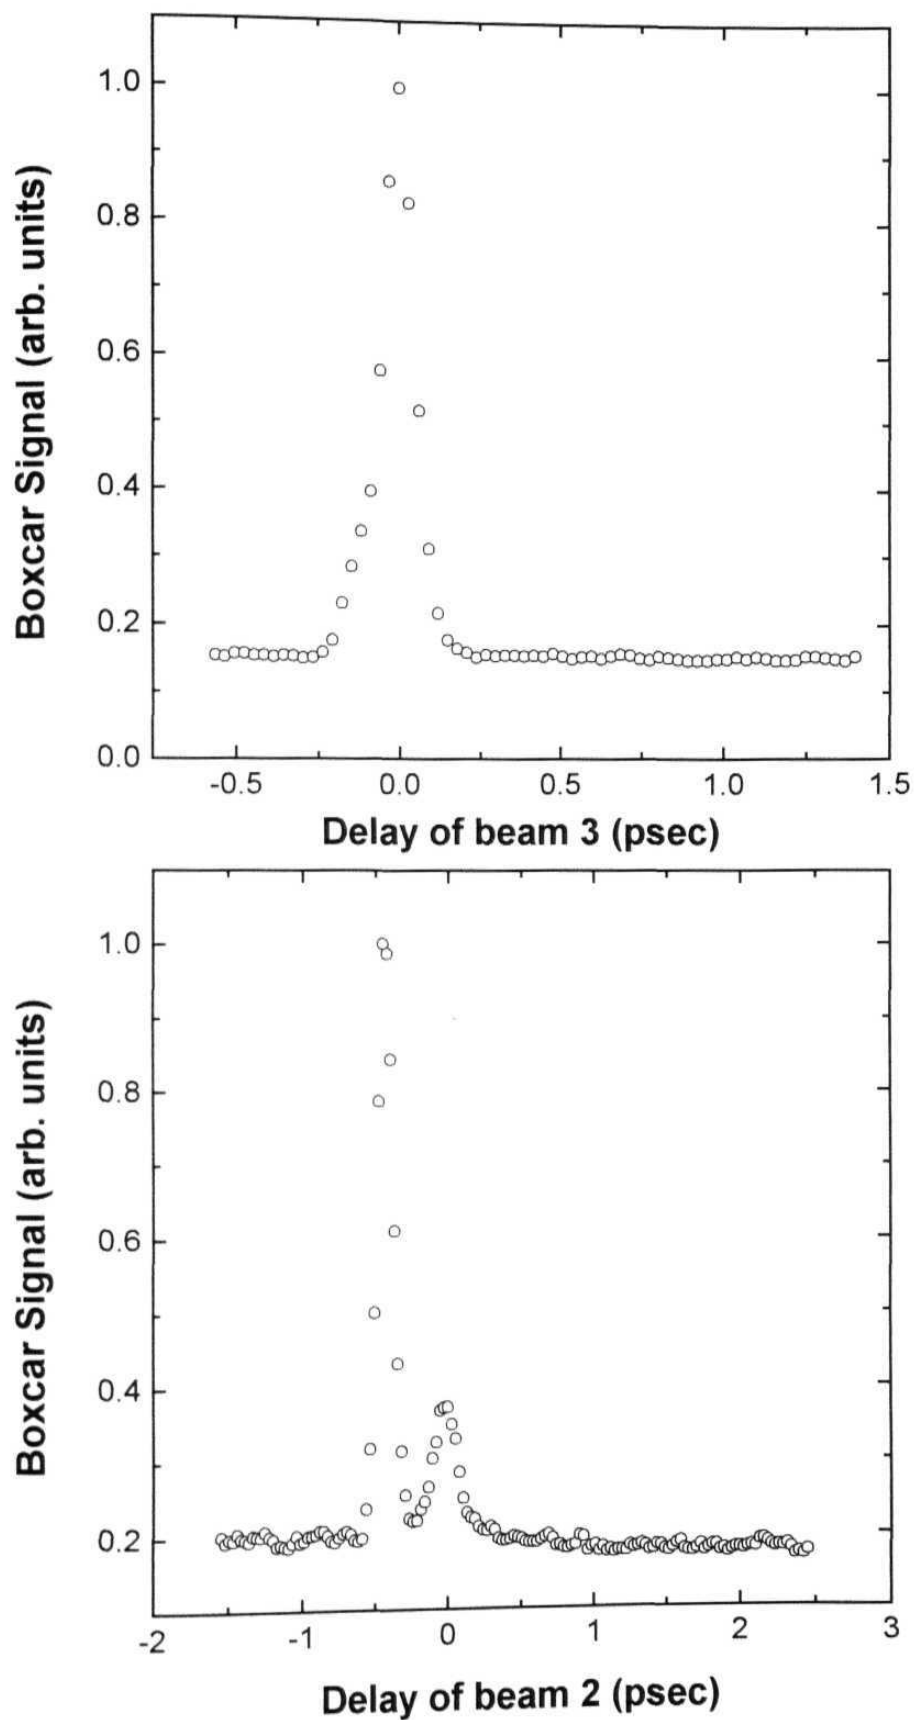 Boxcar Signal (arb. units)
1.0
0.8
0.6
0.4
0.2
0.0
-0.5 0.0 0.5 1.0 1.5
Delay of beam 3 (psec)
Boxcar Signal (arb. units)
1.0
0.8
0.6
0.4
0.2
-2 -1 0 1 2 3
Delay of beam 2 (psec)